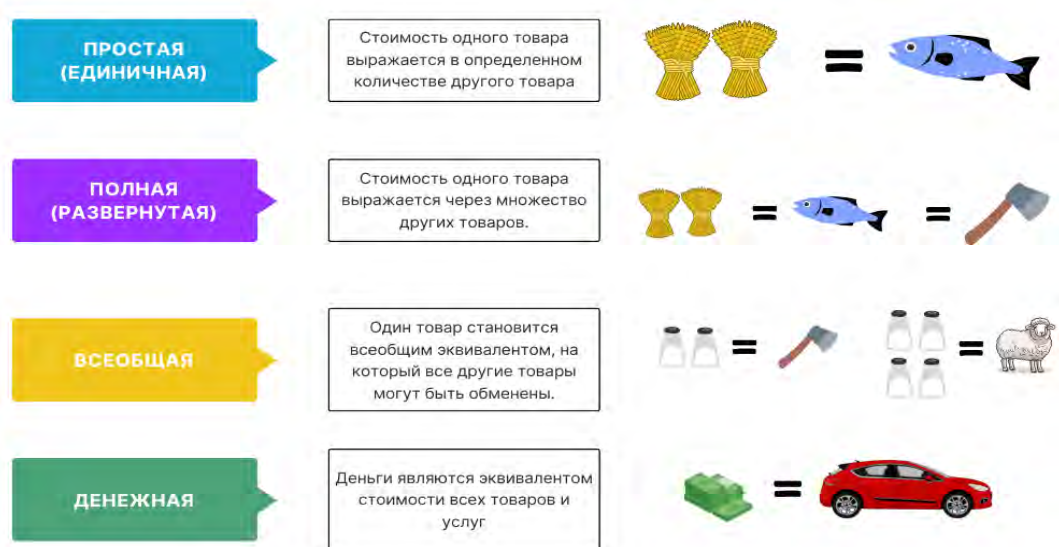 ПРОСТАЯ
(ЕДИНИЧНАЯ)
Стоимость одного товара
выражается в определенном
количестве другого товара
=
ПОЛНАЯ
(РАЗВЕРНУТАЯ)
Стоимость одного товара
выражается через множество
других товаров.
= =
ВСЕОБЩАЯ
Один товар становится
всеобщим эквивалентом, на
который все другие товары
могут быть обменены.
= =
ДЕНЕЖНАЯ
Деньги являются эквивалентом
стоимости всех товаров и
услуг
=